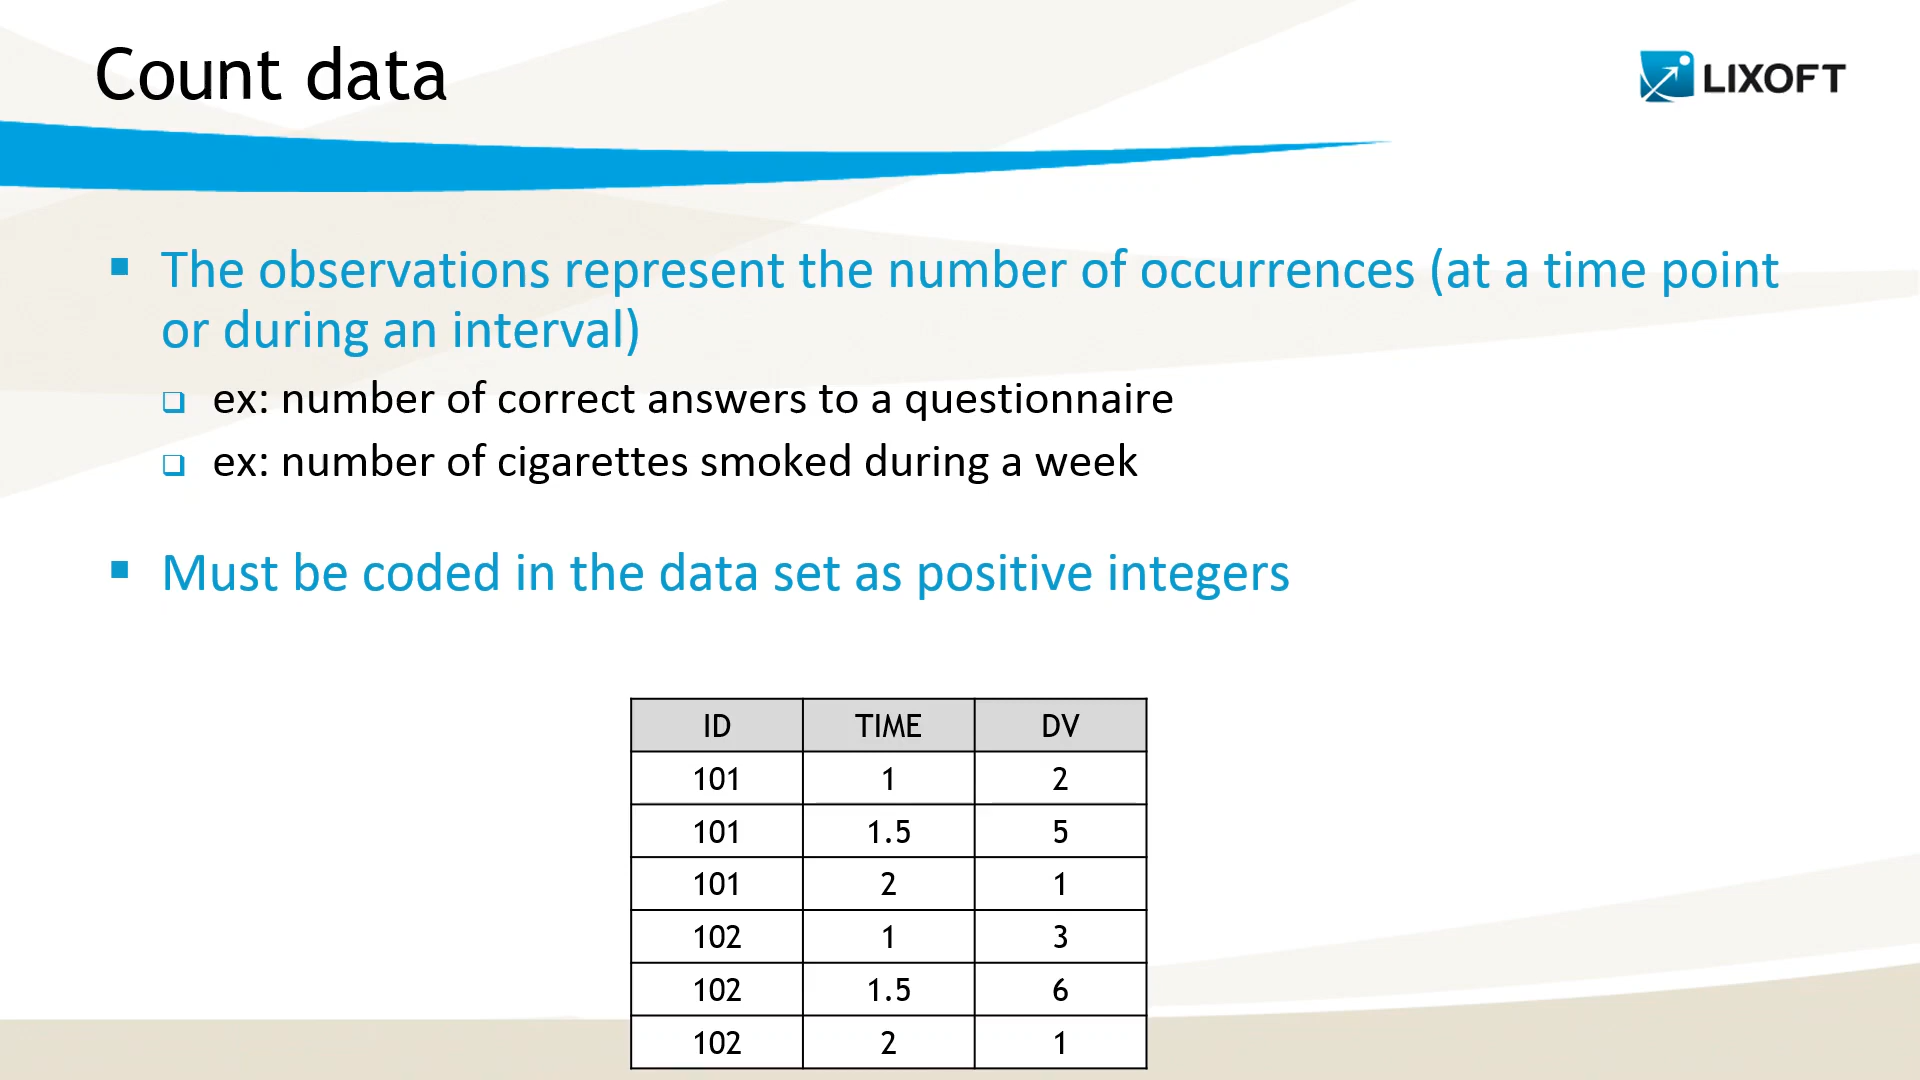 Count data
LIXOFT
The observations represent the number of occurrences (at a time point
or during an interval)
ex: number of correct answers to a questionnaire
ex: number of cigarettes smoked during a week
Must be coded in the data set as positive integers
ID TIME DV
101 1 2
101 1.5 5
101 2 1
102 1 3
102 1.5 6
102 2 1